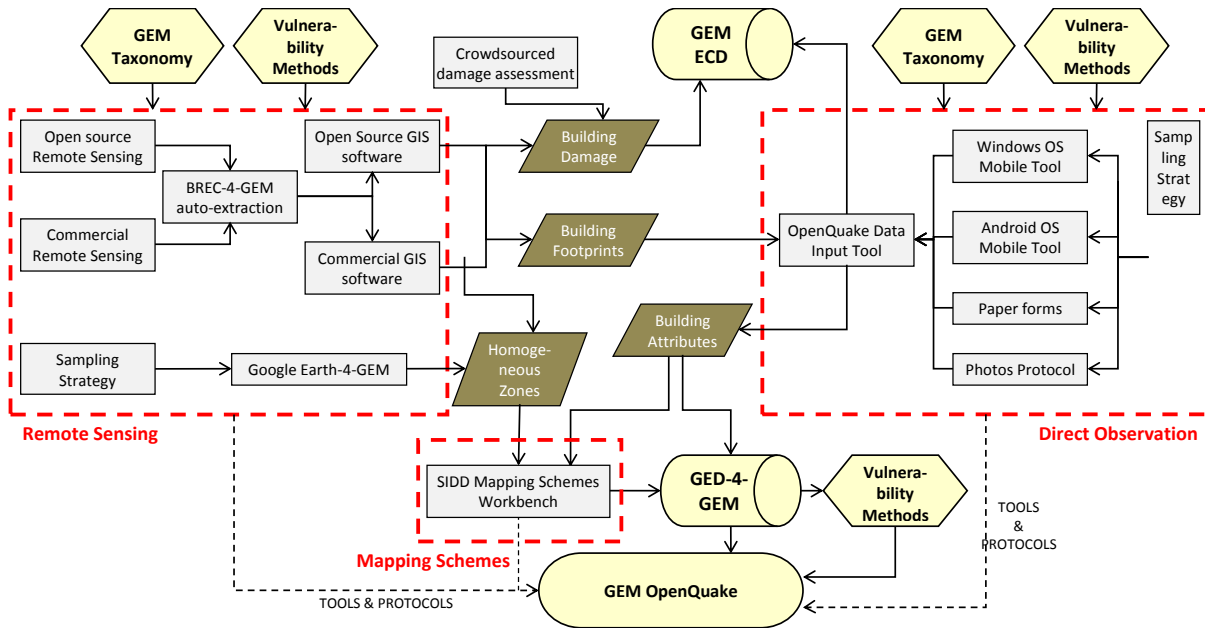 GEM
Taxonomy
Vulnera-
bility
Methods
Crowdsourced
damage assessment
GEM
ECD
GEM
Taxonomy
Vulnera-
bility
Methods
Open source
Remote Sensing
Open Source GIS
software
BREC-4-GEM
auto-extraction
Commercial
Remote Sensing
Commercial GIS
software
Sampling
Strategy
Google Earth-4-GEM
Remote Sensing
Building
Damage
Building
Footprints
Building
Attributes
Homoge-
neous
Zones
OpenQuake Data
Input Tool
Windows OS
Mobile Tool
Android OS
Mobile Tool
Paper forms
Photos Protocol
Sam
pling
Strat
egy
Direct Observation
SIDD Mapping Schemes
Workbench
Mapping Schemes
GED-4-
GEM
Vulnera-
bility
Methods
TOOLS
&
PROTOCOLS
TOOLS & PROTOCOLS
GEM OpenQuake